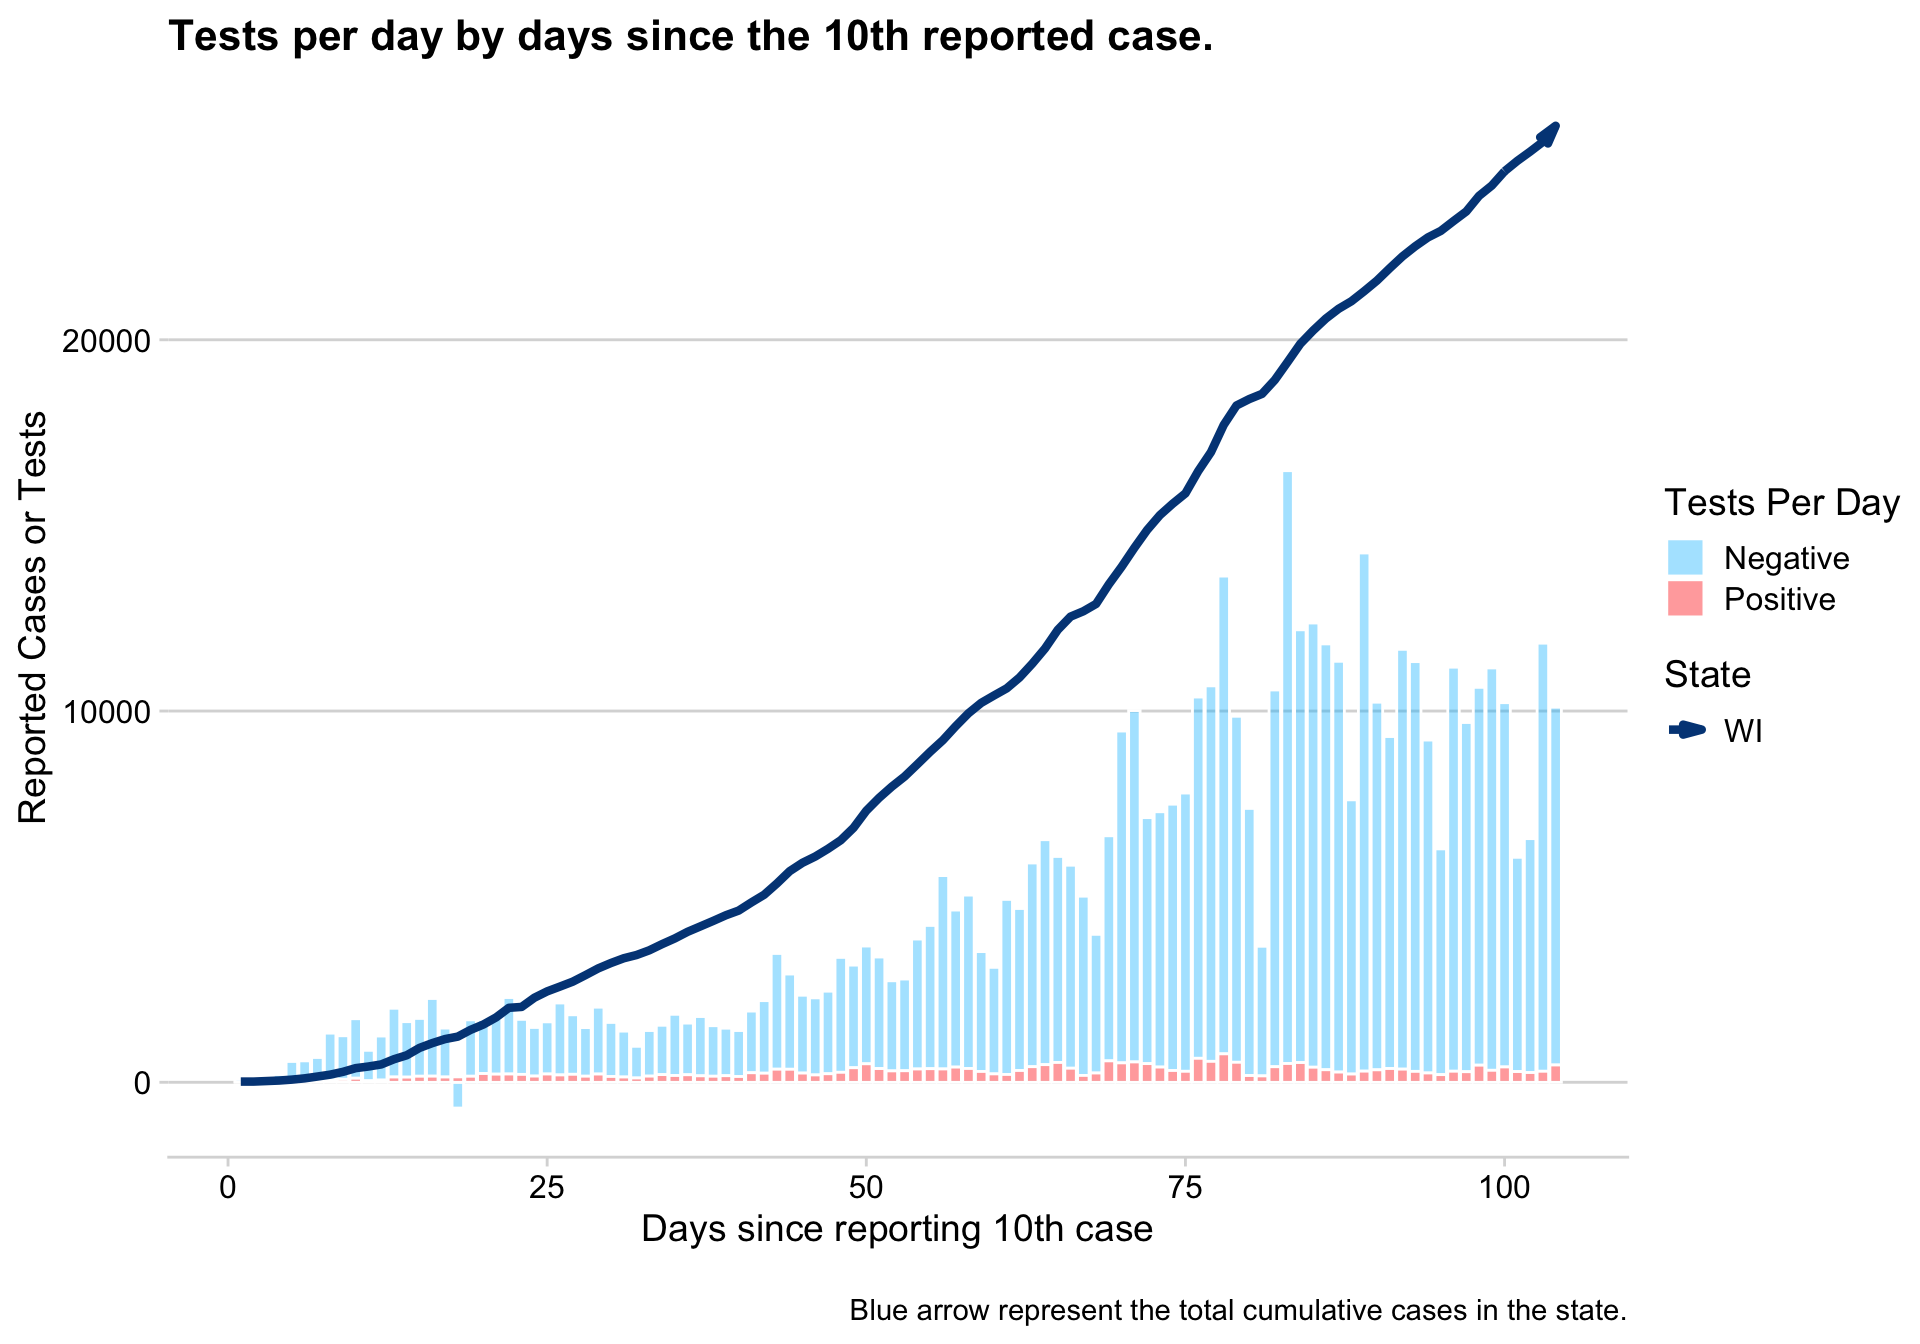 Tests per day by days since the 10th reported case.
Reported Cases or Tests
20000
10000
0
0 25 50 75 100
Days since reporting 10th case
Tests Per Day
Negative
Positive
State
WI
Blue arrow represent the total cumulative cases in the state.